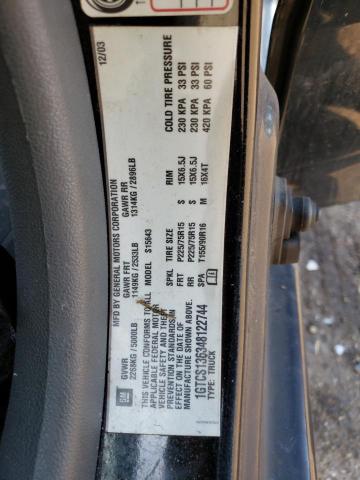 12/03
MFD BY GENERAL MOTORS CORPORATION
GM
GVWR GAWR FRT GAWR RR
2268KG / 5000LB 1149KG / 2533LB 1314KG / 2896LB
THIS VEHICLE CONFORMS TO ALL
APPLICABLE FEDERAL MOTOR
VEHICLE SAFETY AND THEFT
PREVENTION STANDARDS IN
EFFECT ON THE DATE OF
MANUFACTURE SHOWN ABOVE.
1GTCS136348122744
TYPE: TRUCK
MODEL: S15643
SPKL TIRE SIZE RIM COLD TIRE PRESSURE
FRT P225/75R15 S 15X6.5J 230 KPA 33 PSI
RR P225/75R15 S 15X6.5J 230 KPA 33 PSI
SPA T155/90R16 M 16X4T 420 KPA 60 PSI